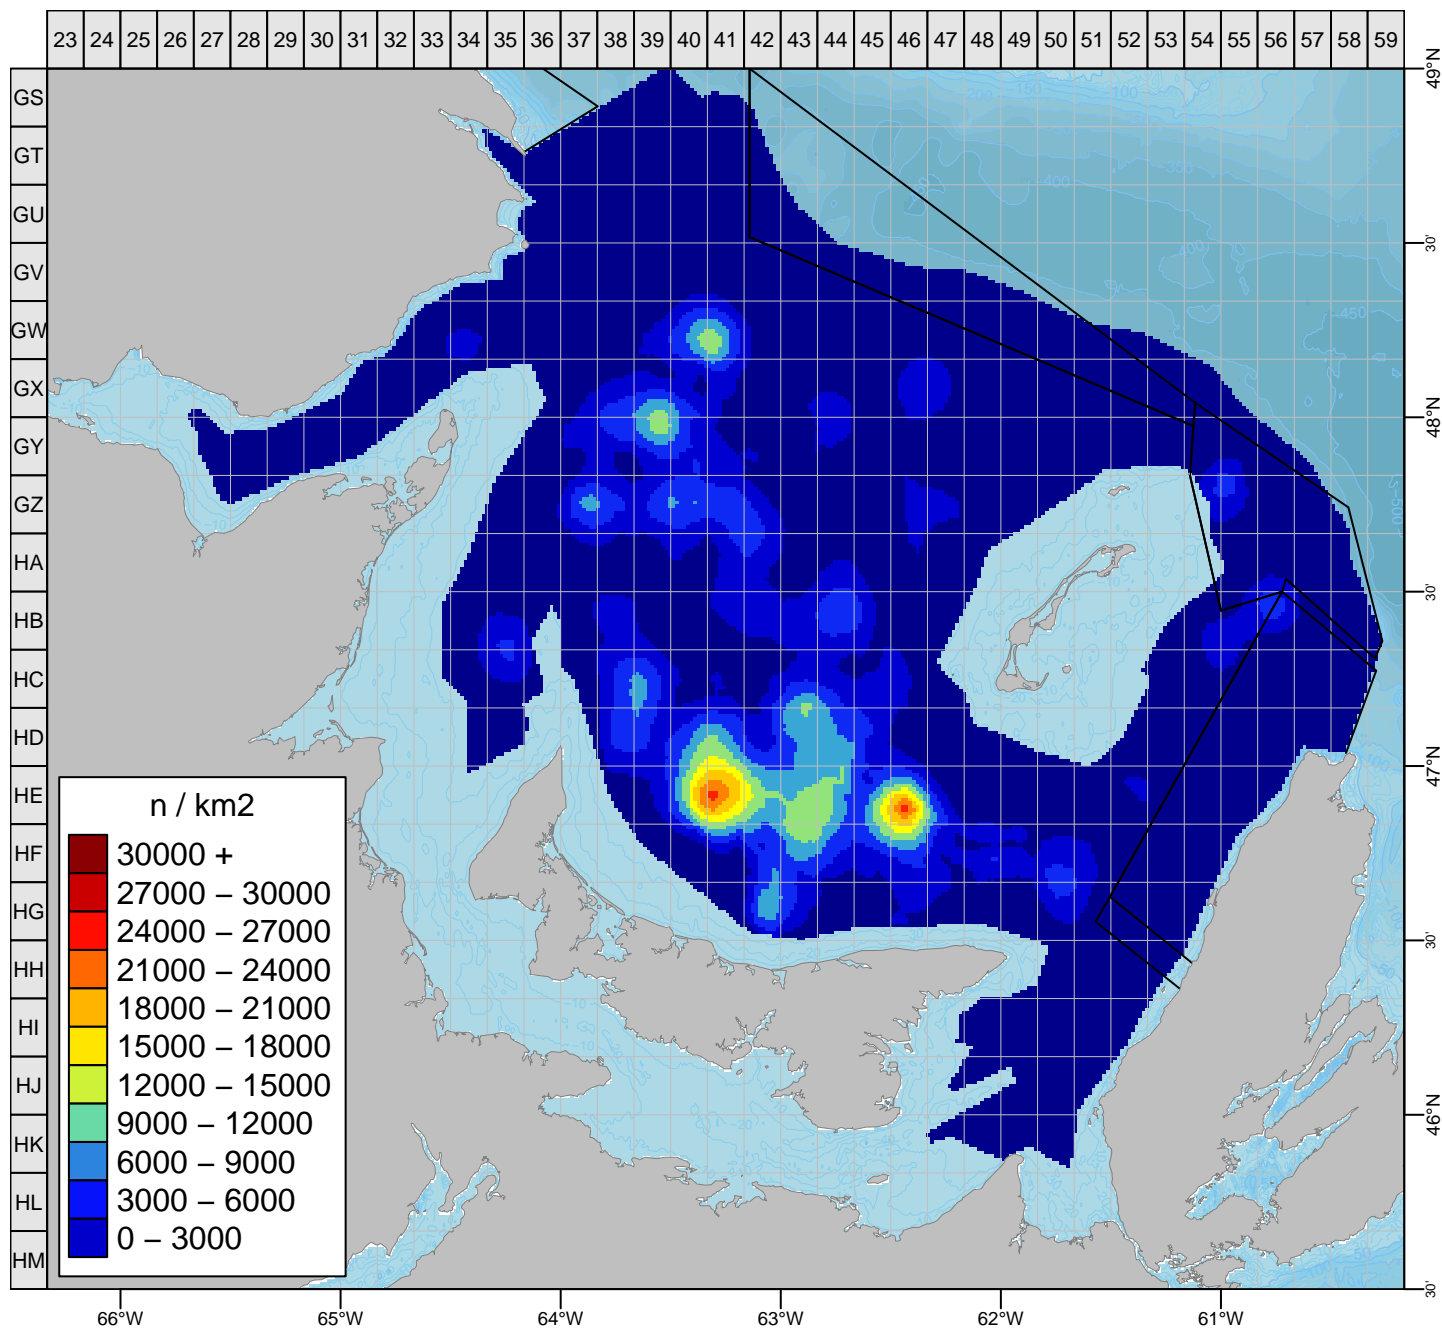 23 24 25 26 27 28 29 30 31 32 33 34 35 36 37 38 39 40 41 42 43 44 45 46 47 48 49 50 51 52 53 54 55 56 57 58 59
49°N
GS
GT
GU
30'
GV
GW
GX
48°N
GY
GZ
HA
30'
HB
HC
HD
47°N
HE
HF
HG
30'
HH
HI
HJ
46°N
HK
HL
HM
30'
n / km2
30000 +
27000 – 30000
24000 – 27000
21000 – 24000
18000 – 21000
15000 – 18000
12000 – 15000
9000 – 12000
6000 – 9000
3000 – 6000
0 – 3000
66°W 65°W 64°W 63°W 62°W 61°W